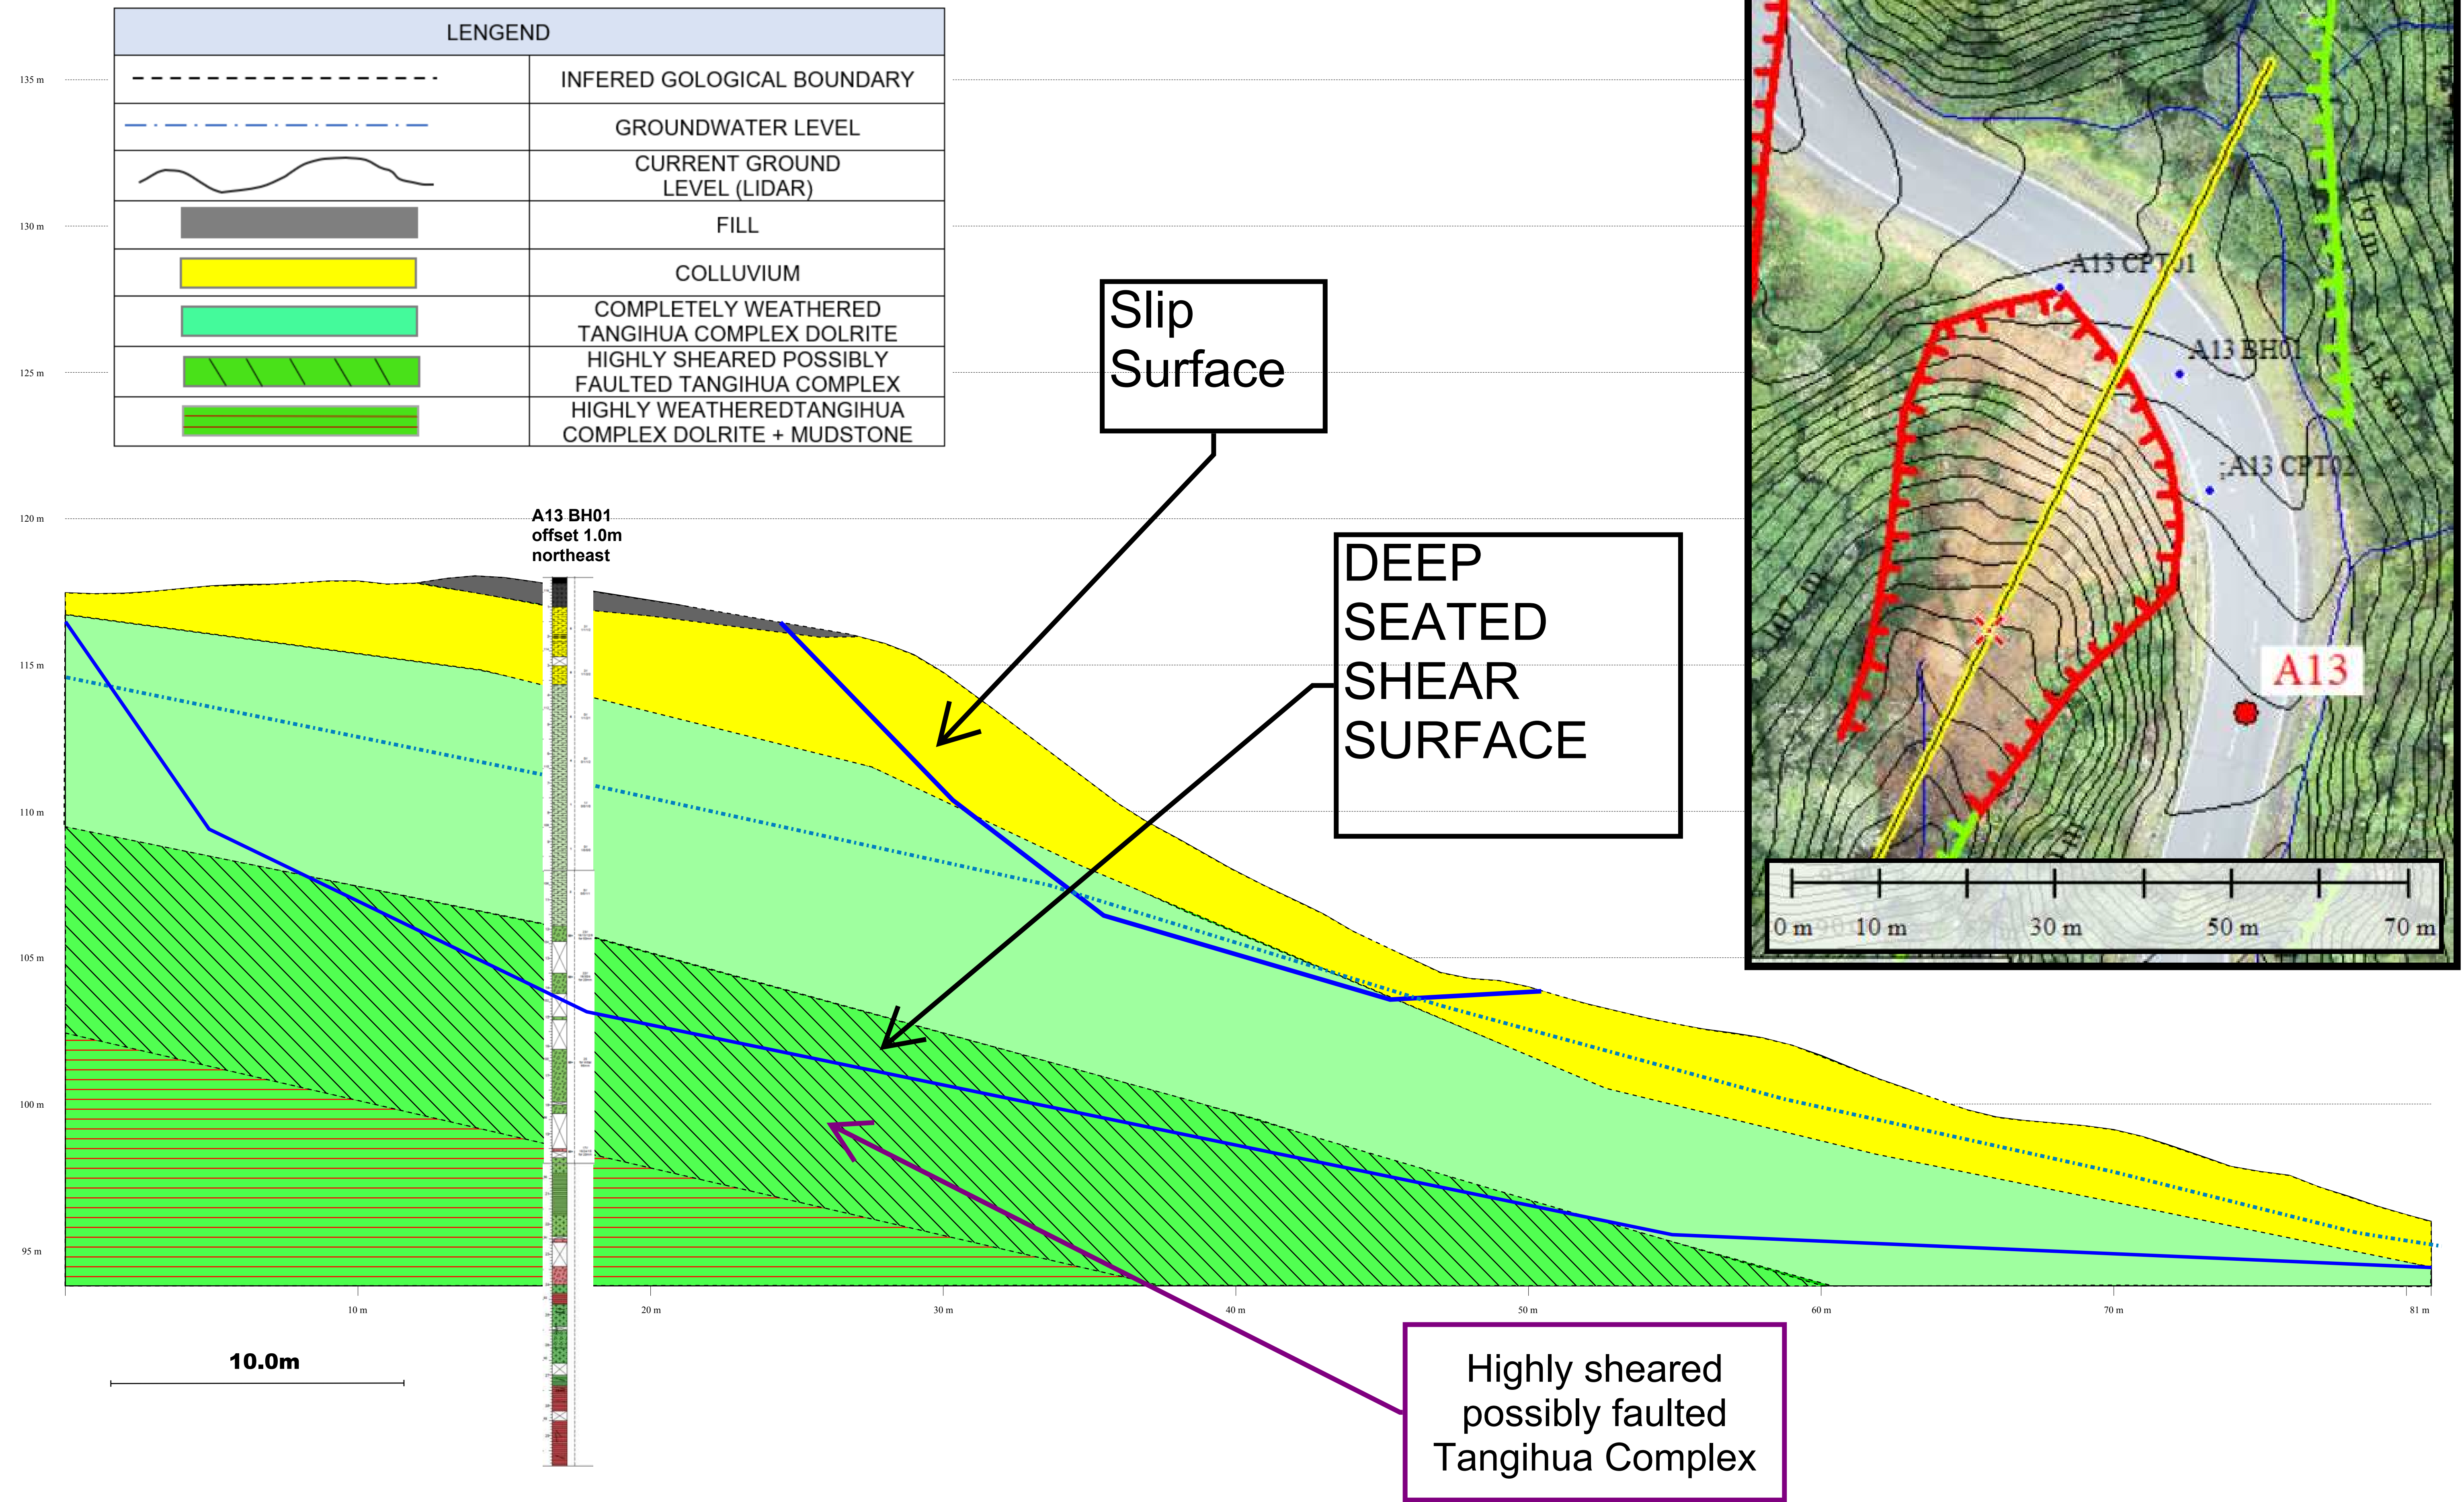 LENGEND
INFERED GOLOGICAL BOUNDARY
GROUNDWATER LEVEL
CURRENT GROUND
LEVEL (LIDAR)
FILL
COLLUVIUM
COMPLETELY WEATHERED
TANGIHUA COMPLEX DOLRITE
HIGHLY SHEARED POSSIBLY
FAULTED TANGIHUA COMPLEX
HIGHLY WEATHEREDTANGIHUA
COMPLEX DOLRITE + MUDSTONE
135 m
130 m
125 m
120 m
115 m
110 m
105 m
100 m
95 m
Slip
Surface
A13 BH01
offset 1.0m
northeast
DEEP
SEATED
SHEAR
SURFACE
A13 CPT01
A13 BH01
A13 CPT02
A13
119 m
118 m
107 m
0 m 10 m 30 m 50 m 70 m
10 m 20 m 30 m 40 m 50 m 60 m 70 m 81 m
10.0m
Highly sheared
possibly faulted
Tangihua Complex